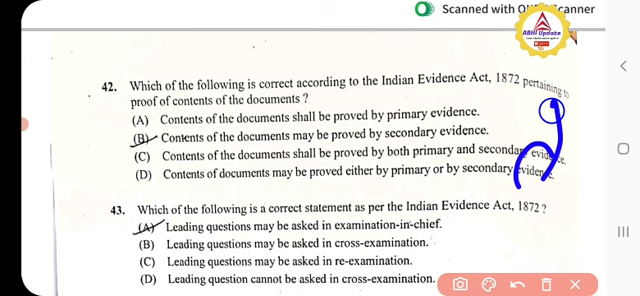 Scanned with
ABHI Update
42. Which of the following is correct according to the Indian Evidence Act, 1872 pertaining to
proof of contents of the documents ?
(A) Contents of the documents shall be proved by primary evidence.
(B) Contents of the documents may be proved by secondary evidence.
(C) Contents of the documents shall be proved by both primary and secondary evidence.
(D) Contents of documents may be proved either by primary or by secondary evidence.
43. Which of the following is a correct statement as per the Indian Evidence Act, 1872 ?
(A) Leading questions may be asked in examination-in-chief.
(B) Leading questions may be asked in cross-examination.
(C) Leading questions may be asked in re-examination.
(D) Leading question cannot be asked in cross-examination.